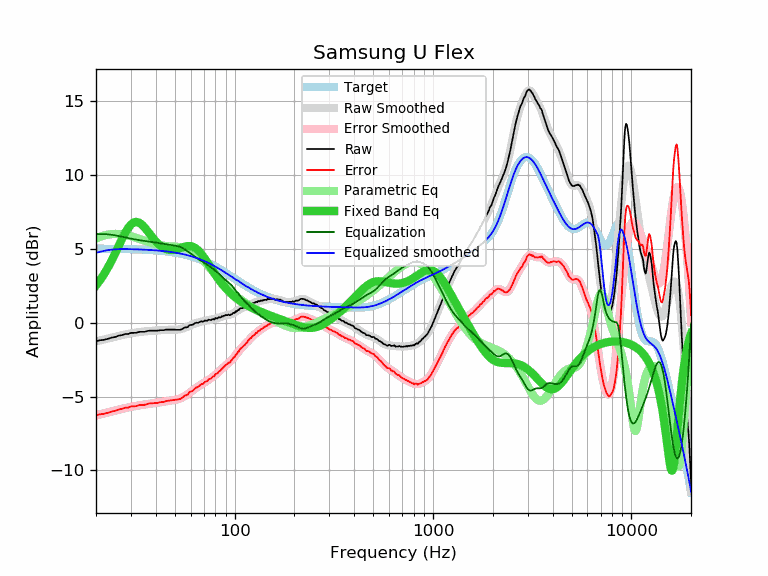 Samsung U Flex
Target
Raw Smoothed
Error Smoothed
Raw
Error
Parametric Eq
Fixed Band Eq
Equalization
Equalized smoothed
15
10
5
0
−5
−10
Amplitude (dBr)
100
1000
10000
Frequency (Hz)